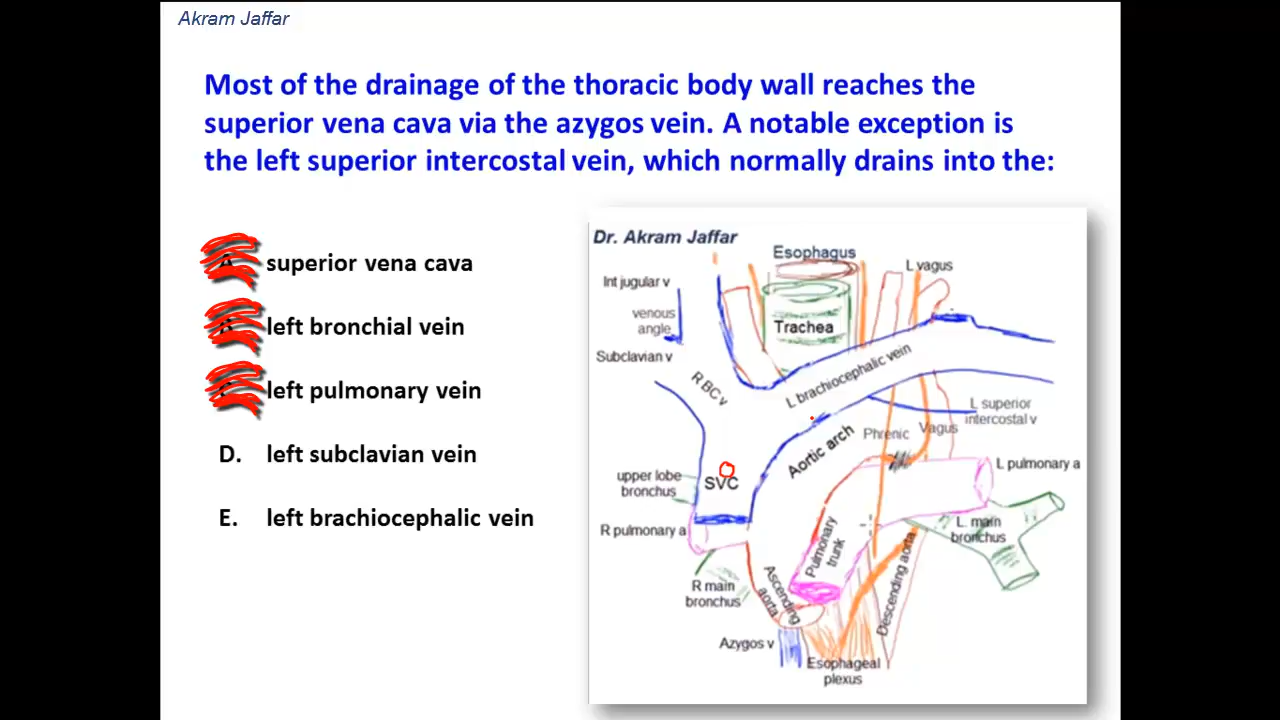 Akram Jaffar
Most of the drainage of the thoracic body wall reaches the
superior vena cava via the azygos vein. A notable exception is
the left superior intercostal vein, which normally drains into the:
superior vena cava
left bronchial vein
left pulmonary vein
D. left subclavian vein
E. left brachiocephalic vein
Dr. Akram Jaffar
Esophagus
L vagus
Int jugular v
venous
angle
Trachea
Subclavian v
R BC v
L brachiocephalic vein
L superior
intercostal v
Phrenic
Vagus
Aortic arch
L pulmonary a
upper lobe
bronchus
SVC
R pulmonary a
L. main
bronchus
Pulmonary
trunk
R main
bronchus
Ascending
aorta
Descending aorta
Azygos v
Esophageal
plexus